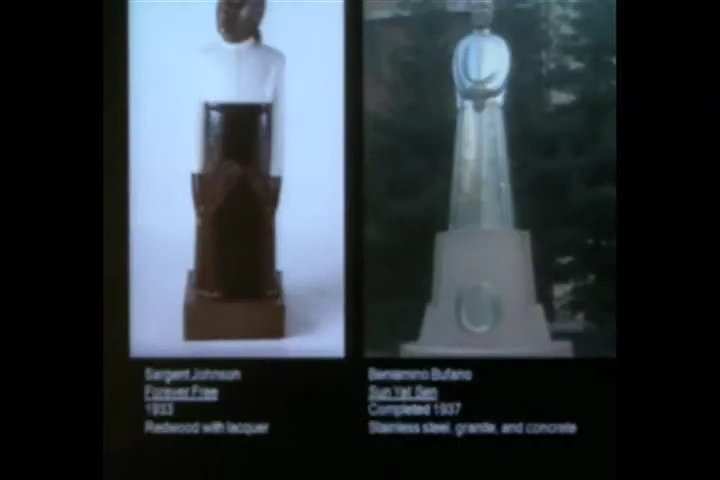 Sargent Johnson
Forever Free
1933
Redwood with lacquer
Beniamino Bufano
Sun Yat Sen
Completed 1937
Stainless steel, granite, and concrete